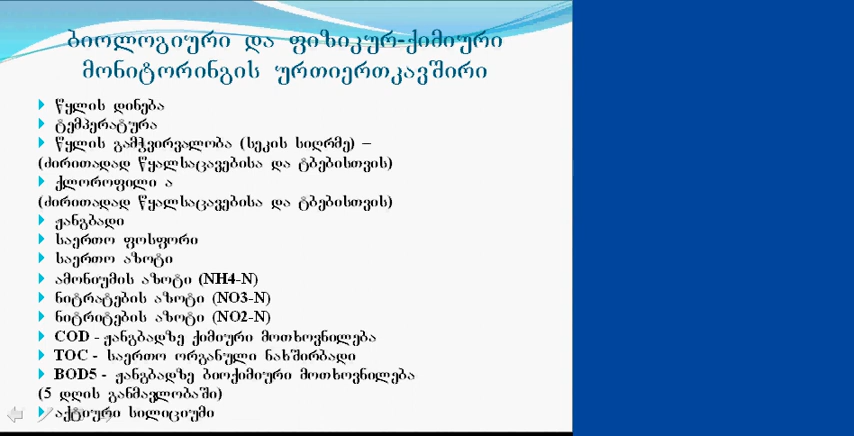 ბიოლოგიური და ფიზიკურ-ქიმიური
მონიტორინგის ურთიერთკავშირი
წყლის დინება
ტემპერატურა
წყლის გამჭვირვალობა (სეკის სიღრმე) –
(ძირითადად წყალსაცავებისა და ტბებისთვის)
ქლოროფილი ა
(ძირითადად წყალსაცავებისა და ტბებისთვის)
ჟანგბადი
საერთო ფოსფორი
საერთო აზოტი
ამონიუმის აზოტი (NH4-N)
ნიტრატების აზოტი (NO3-N)
ნიტრიტების აზოტი (NO2-N)
COD - ჟანგბადზე ქიმიური მოთხოვნილება
TOC - საერთო ორგანული ნახშირბადი
BOD5 - ჟანგბადზე ბიოქიმიური მოთხოვნილება
(5 დღის განმავლობაში)
აქტიური სილიციუმი